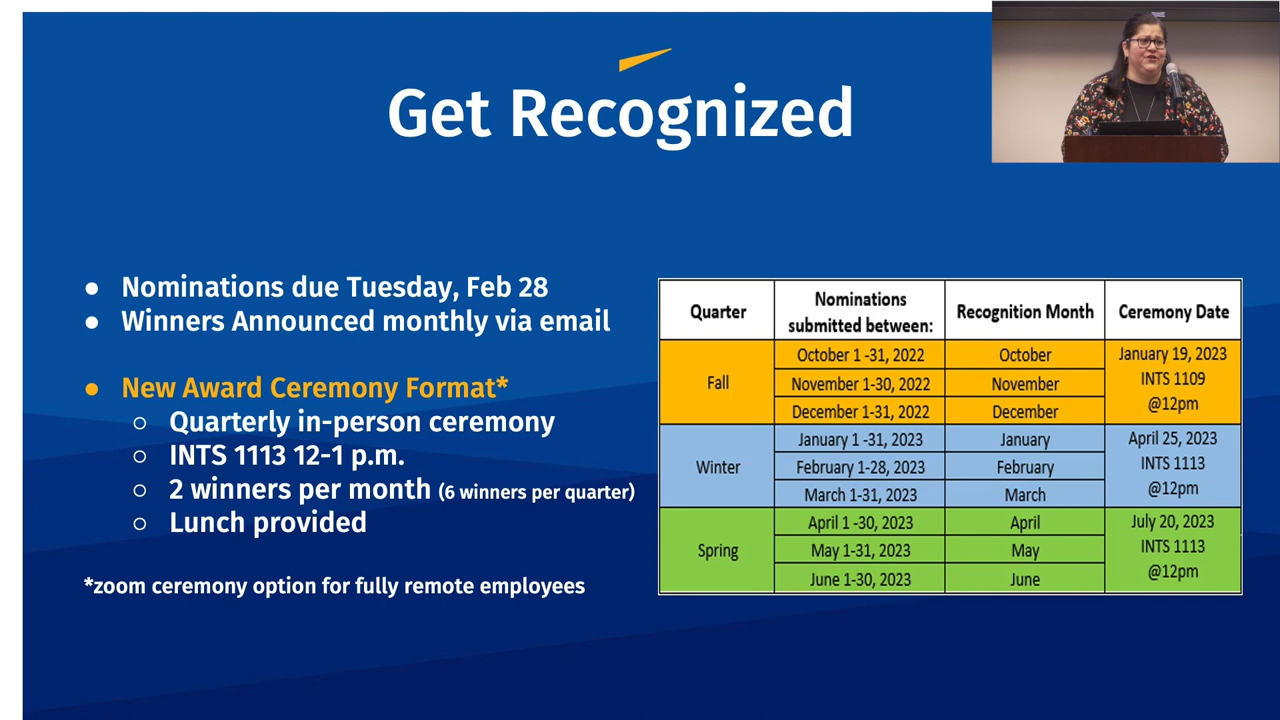 Get Recognized
● Nominations due Tuesday, Feb 28
● Winners Announced monthly via email
● New Award Ceremony Format*
○ Quarterly in-person ceremony
○ INTS 1113 12-1 p.m.
○ 2 winners per month (6 winners per quarter)
○ Lunch provided
*zoom ceremony option for fully remote employees
Quarter
Nominations
submitted between:
Recognition Month
Ceremony Date
Fall
October 1 -31, 2022
October
November 1-30, 2022
November
December 1-31, 2022
December
January 19, 2023
INTS 1109
@12pm
Winter
January 1 -31, 2023
January
February 1-28, 2023
February
March 1-31, 2023
March
April 25, 2023
INTS 1113
@12pm
Spring
April 1 -30, 2023
April
May 1-31, 2023
May
June 1-30, 2023
June
July 20, 2023
INTS 1113
@12pm